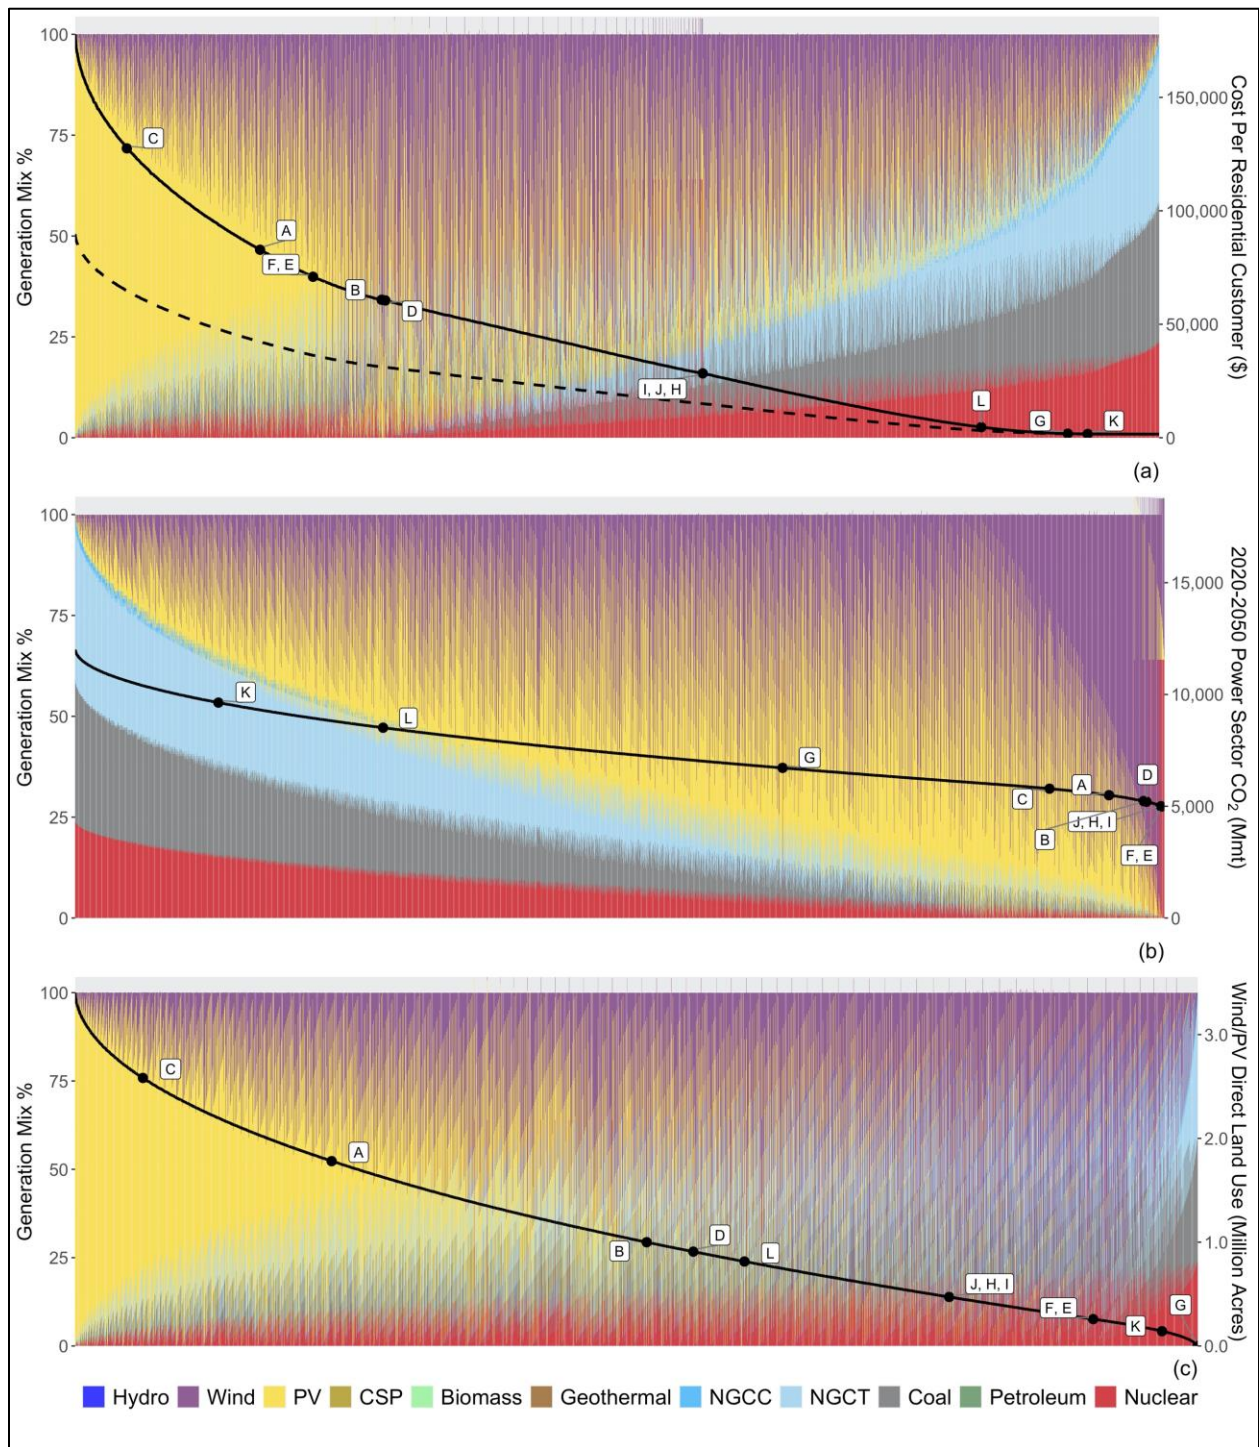 100
75
50
25
0
Generation Mix %
C
A
F, E
B
D
I, J, H
L
G
K
150,000
100,000
50,000
0
Cost Per Residential Customer ($)
(a)
100
75
50
25
0
Generation Mix %
K
L
G
C
A
D
B
J, H, I
F, E
15,000
10,000
5,000
0
2020-2050 Power Sector CO₂ (Mmt)
(b)
100
75
50
25
0
Generation Mix %
C
A
B
D
L
J, H, I
F, E
K
G
3.0
2.0
1.0
0.0
Wind/PV Direct Land Use (Million Acres)
(c)
Hydro Wind PV CSP Biomass Geothermal NGCC NGCT Coal Petroleum Nuclear